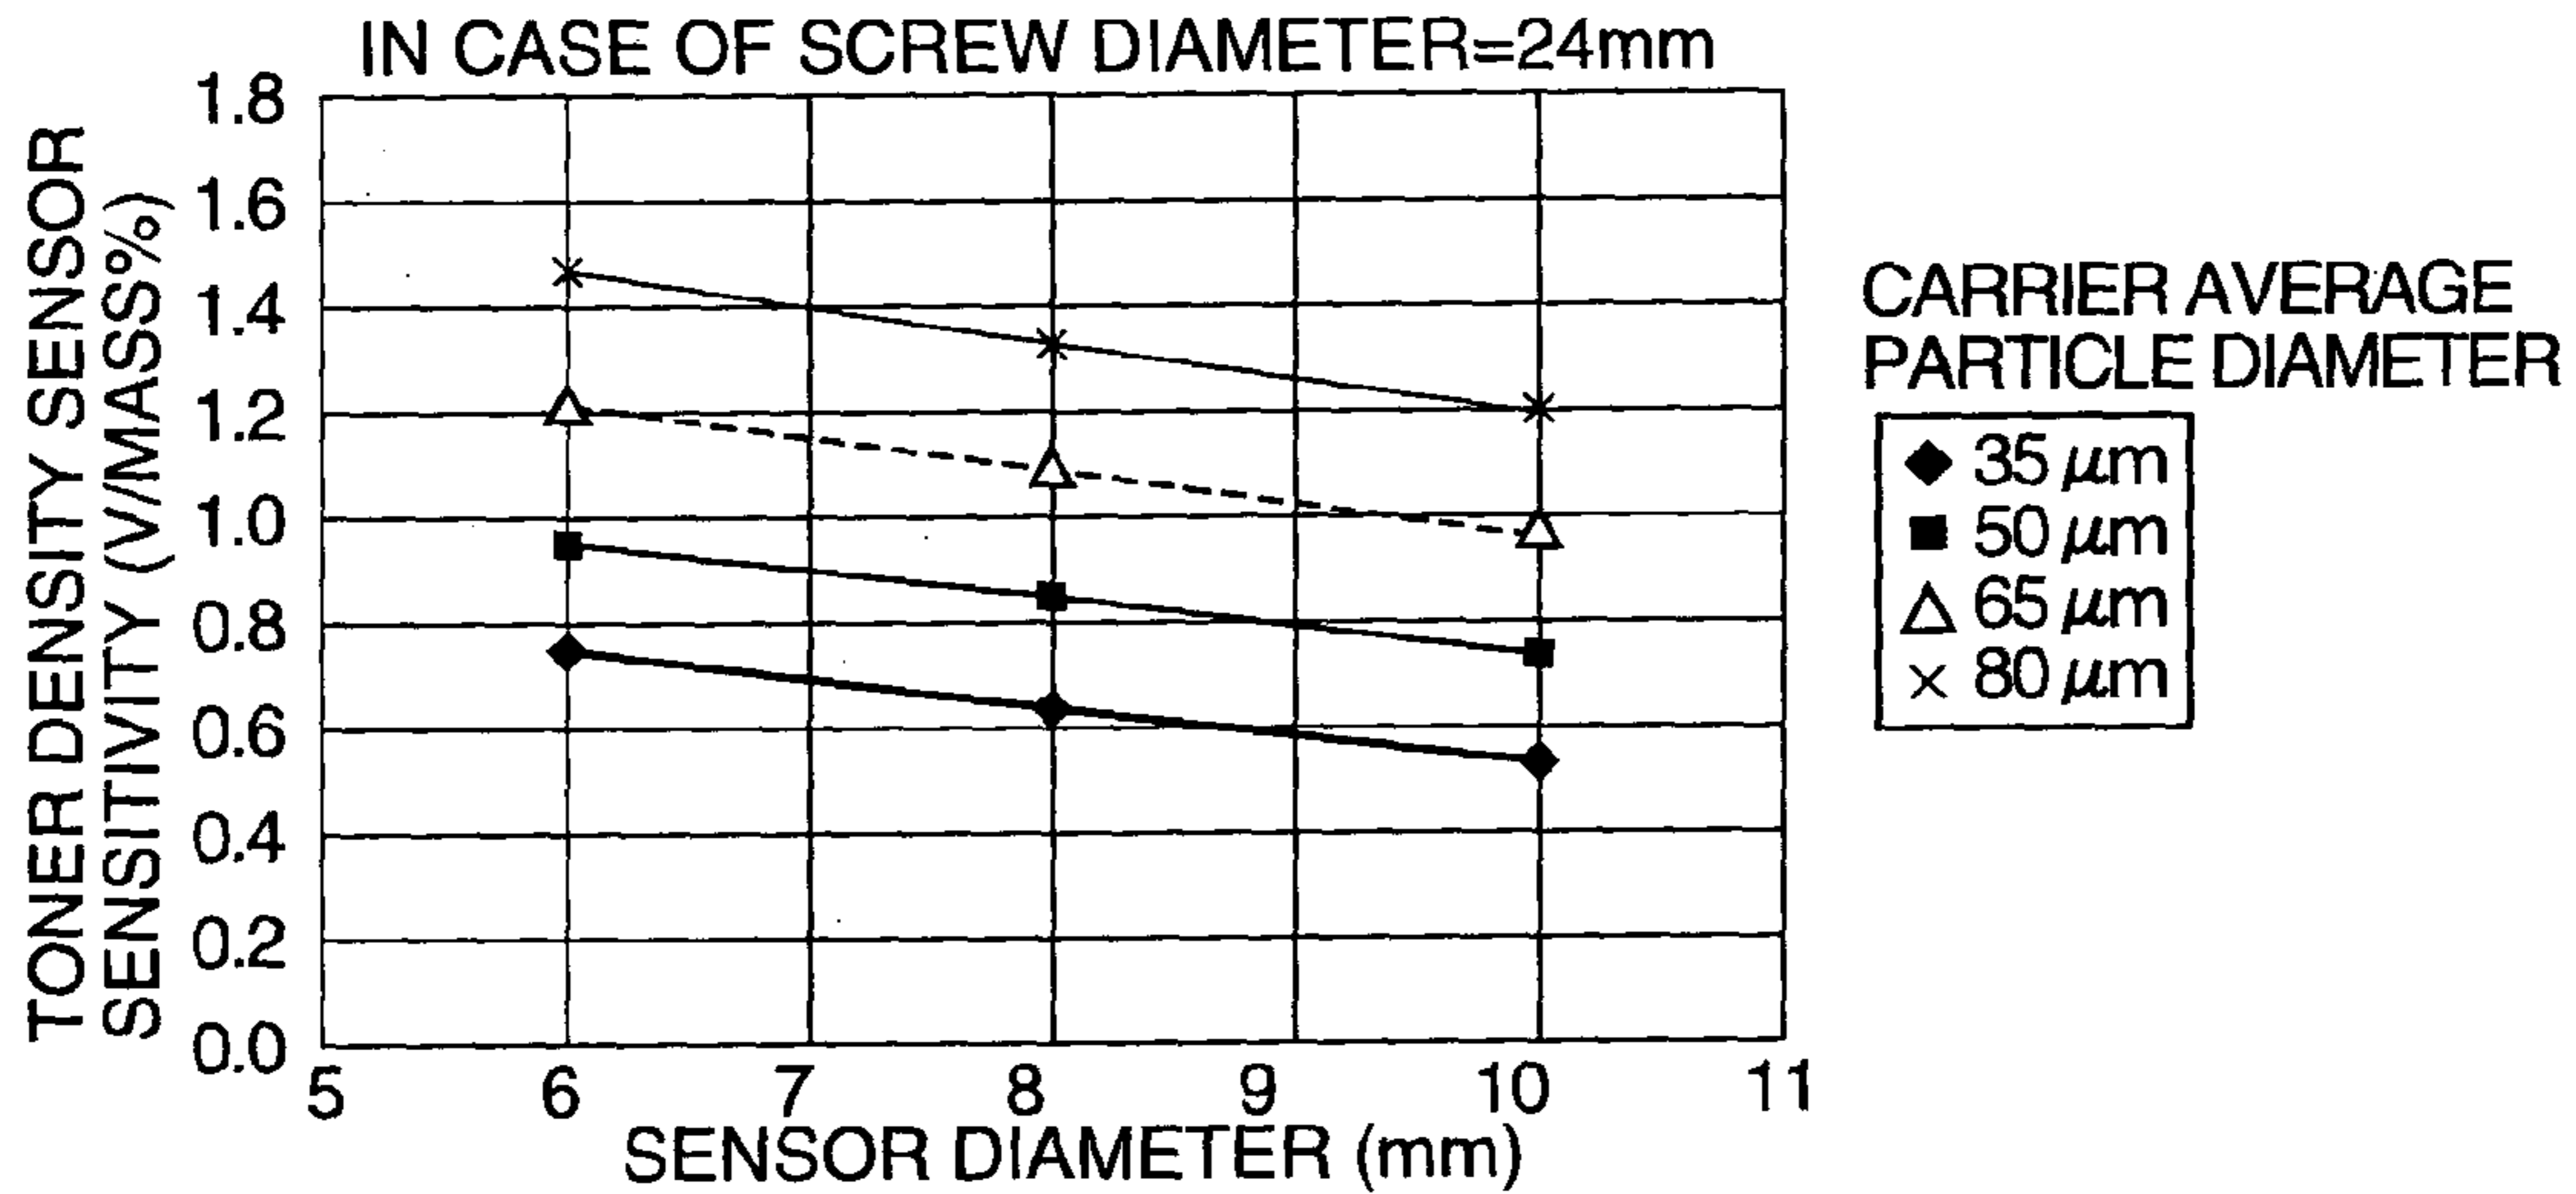 IN CASE OF SCREW DIAMETER=24mm
TONER DENSITY SENSOR
SENSITIVITY (V/MASS%)
1.8
1.6
1.4
1.2
1.0
0.8
0.6
0.4
0.2
0.0
5 6 7 8 9 10 11
SENSOR DIAMETER (mm)
CARRIER AVERAGE
PARTICLE DIAMETER
35 μm
50 μm
65 μm
80 μm